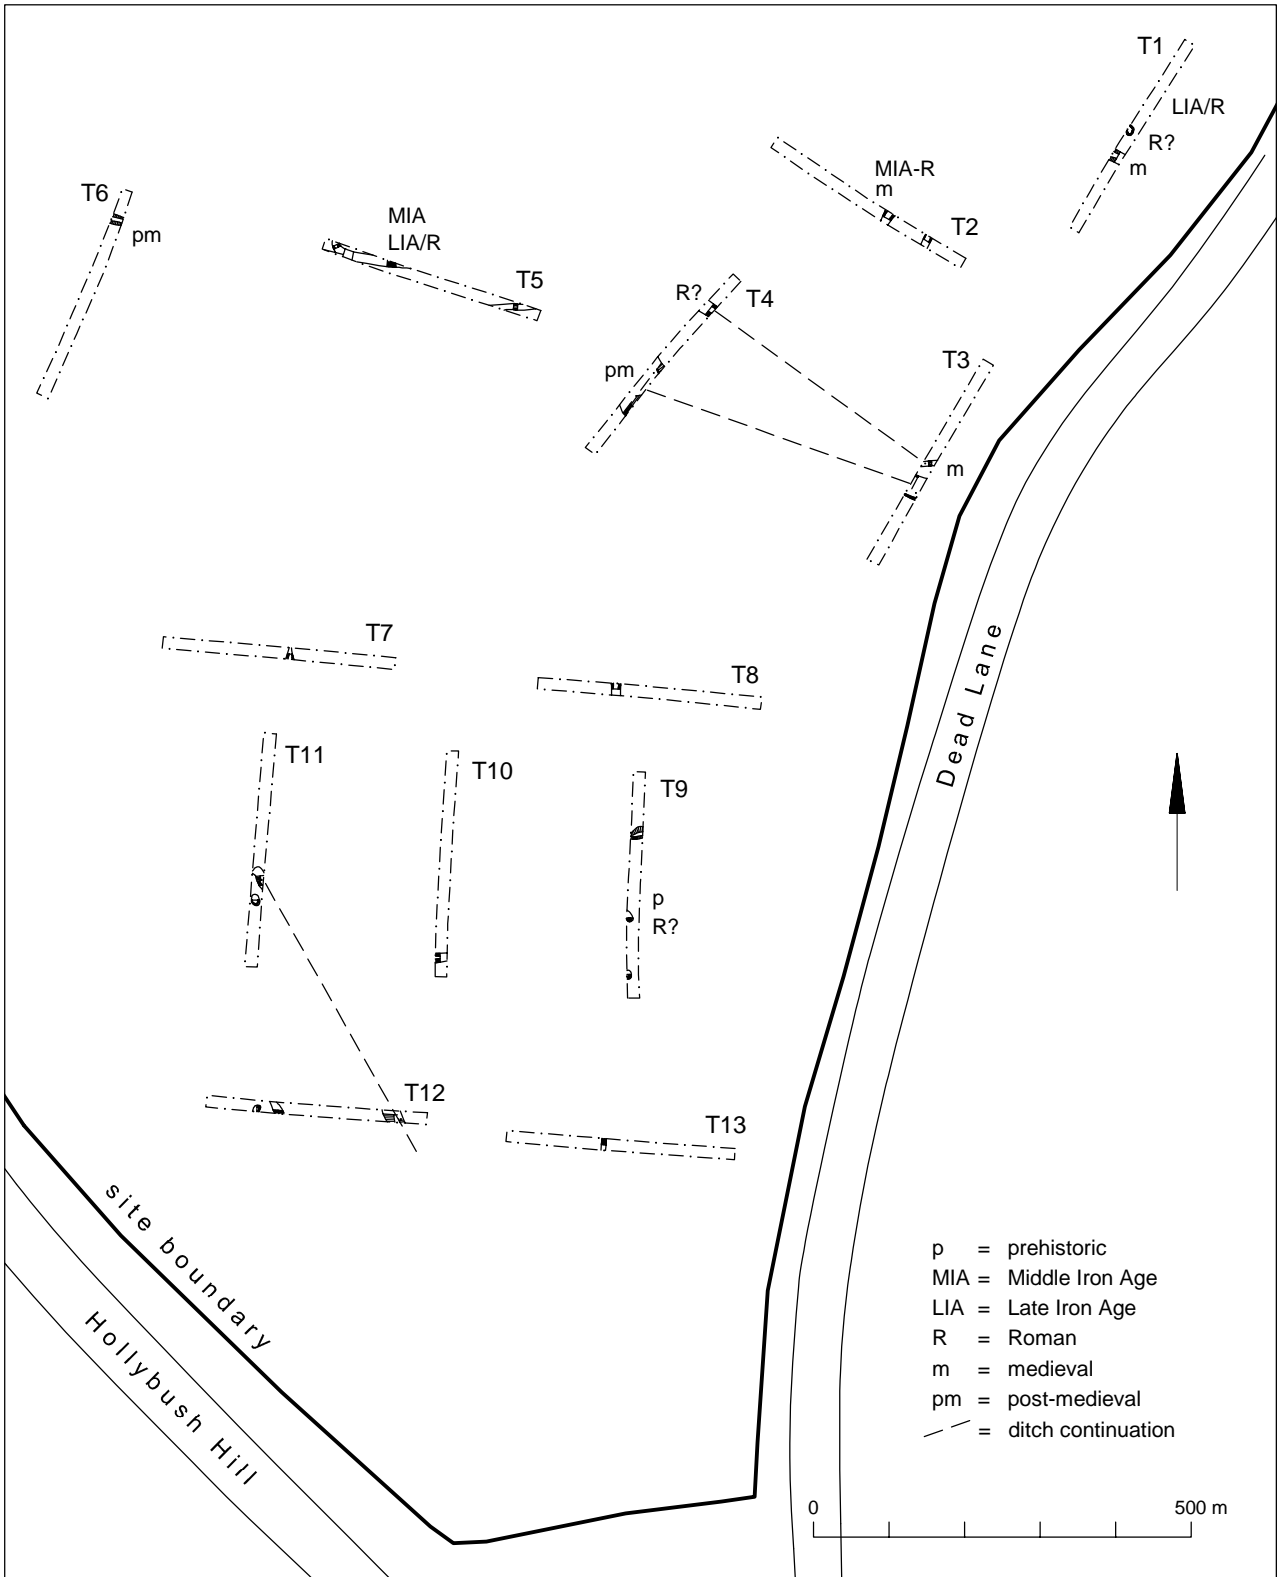 T1
LIA/R
R?
m
MIA-R
m
T2
T6
pm
MIA
LIA/R
T5
R?
T4
pm
T3
m
T7
T8
T11
T10
T9
p
R?
Dead Lane
T12
T13
site boundary
Hollybush Hill
p = prehistoric
MIA = Middle Iron Age
LIA = Late Iron Age
R = Roman
m = medieval
pm = post-medieval
= ditch continuation
0 500 m